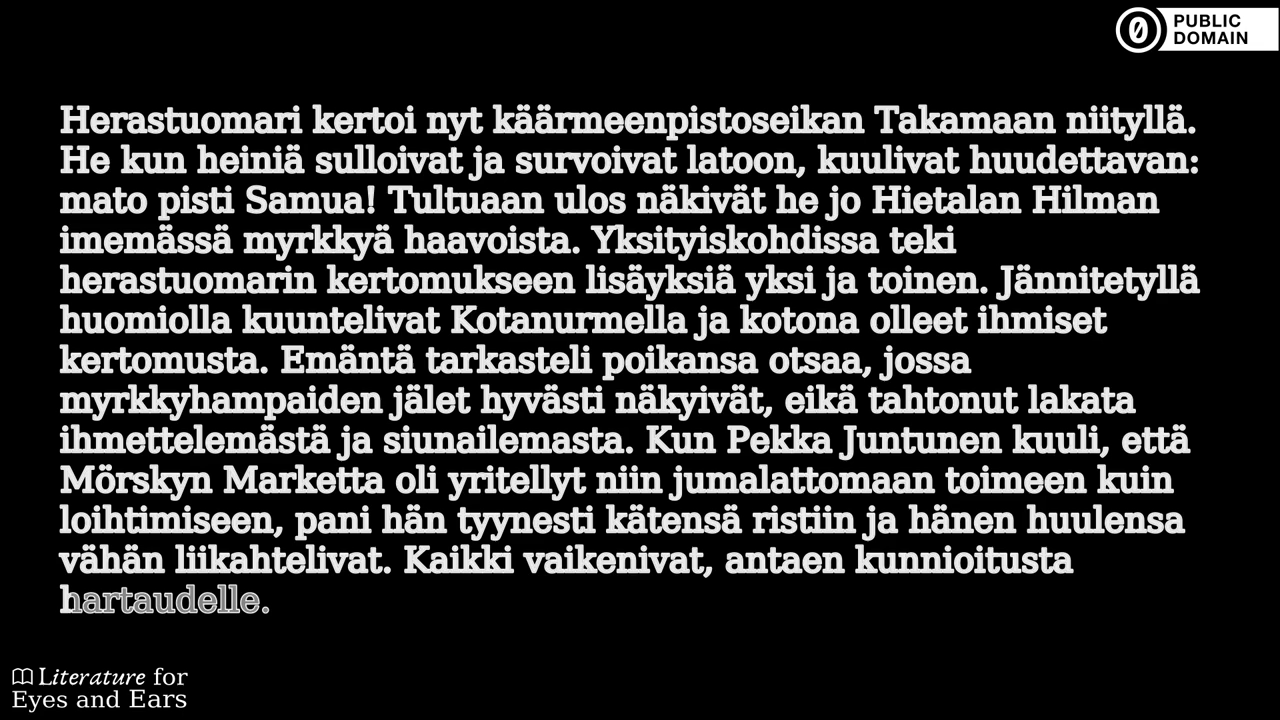 PUBLIC
DOMAIN
Herastuomari kertoi nyt käärmeenpistoseikan Takamaan niityllä.
He kun heiniä sulloivat ja survoivat latoon, kuulivat huudettavan:
mato pisti Samua! Tultuaan ulos näkivät he jo Hietalan Hilman
imemässä myrkkyä haavoista. Yksityiskohdissa teki
herastuomarin kertomukseen lisäyksiä yksi ja toinen. Jännitetyllä
huomiolla kuuntelivat Kotanurmella ja kotona olleet ihmiset
kertomusta. Emäntä tarkasteli poikansa otsaa, jossa
myrkkyhampaiden jälet hyvästi näkyivät, eikä tahtonut lakata
ihmettelemästä ja siunailemasta. Kun Pekka Juntunen kuuli, että
Mörskyn Marketta oli yritellyt niin jumalattomaan toimeen kuin
loihtimiseen, pani hän tyynesti kätensä ristiin ja hänen huulensa
vähän liikahtelivat. Kaikki vaikenivat, antaen kunnioitusta
hartaudelle.
Literature for
Eyes and Ears